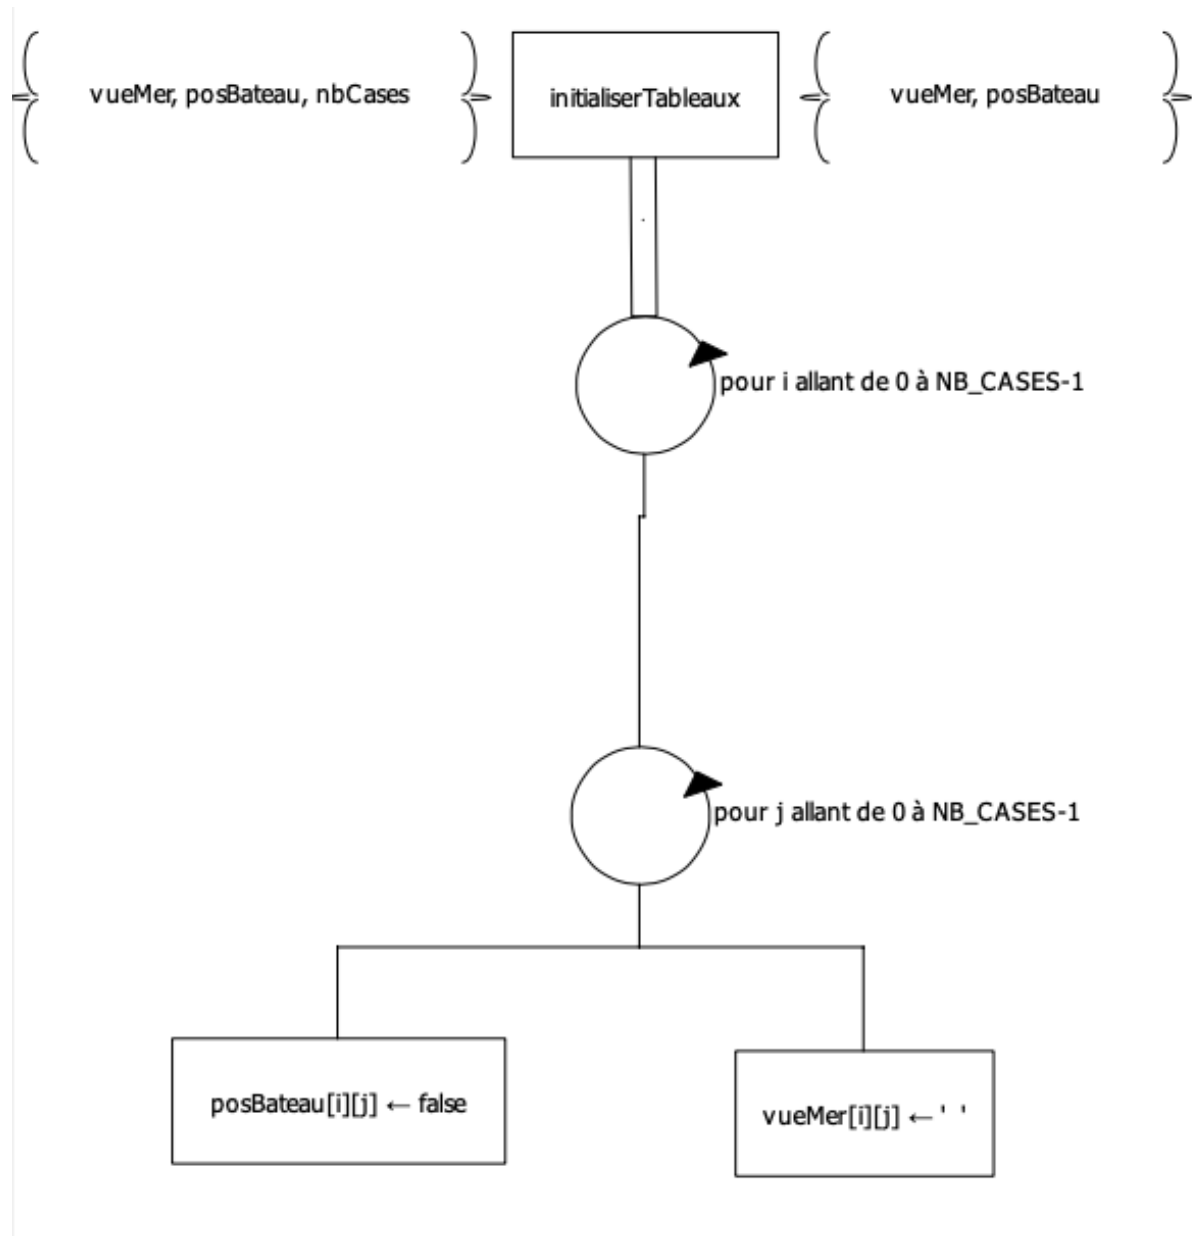 vueMer, posBateau, nbCases
initialiserTableaux
vueMer, posBateau
pour i allant de 0 à NB_CASES-1
pour j allant de 0 à NB_CASES-1
posBateau[i][j] ← false
vueMer[i][j] ← ' '